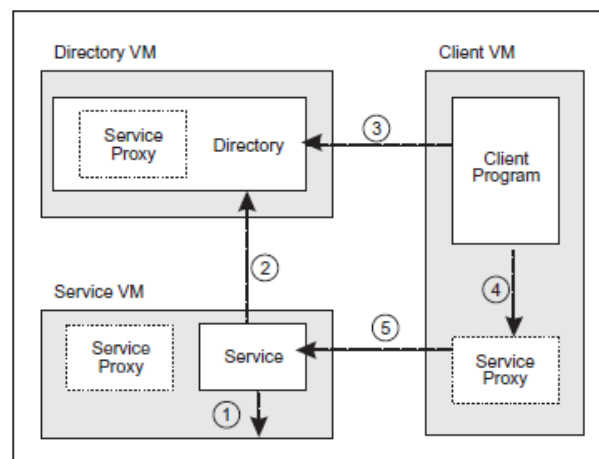 Directory VM
Client VM
Service
Proxy
Directory
3
Client
Program
2
4
Service VM
5
Service
Proxy
Service
Service
Proxy
1